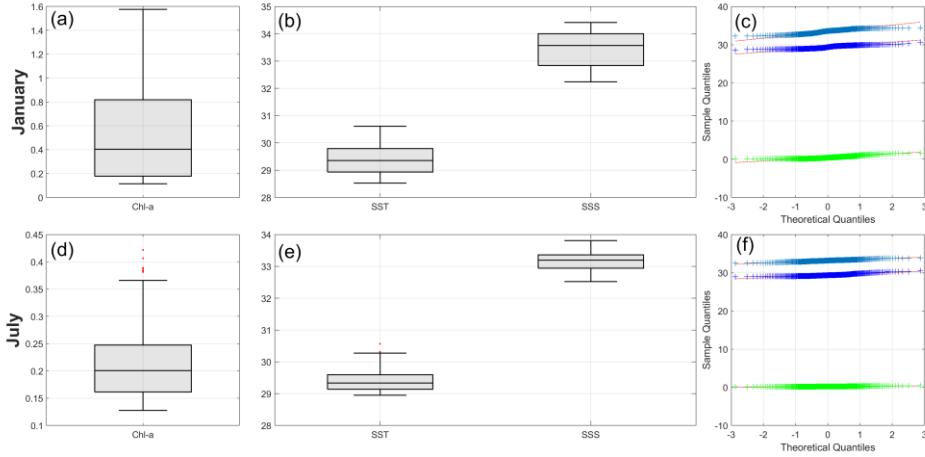 (a)
1.6
1.4
1.2
1
0.8
0.6
0.4
0.2
0
January
Chl-a
(b)
35
34
33
32
31
30
29
28
SST
SSS
(c)
40
30
20
10
0
-10
Sample Quantiles
-3 -2 -1 0 1 2 3
Theoretical Quantiles
(d)
0.45
0.4
0.35
0.3
0.25
0.2
0.15
0.1
July
Chl-a
(e)
34
33
32
31
30
29
28
SST
SSS
(f)
40
30
20
10
0
-10
Sample Quantiles
-3 -2 -1 0 1 2 3
Theoretical Quantiles